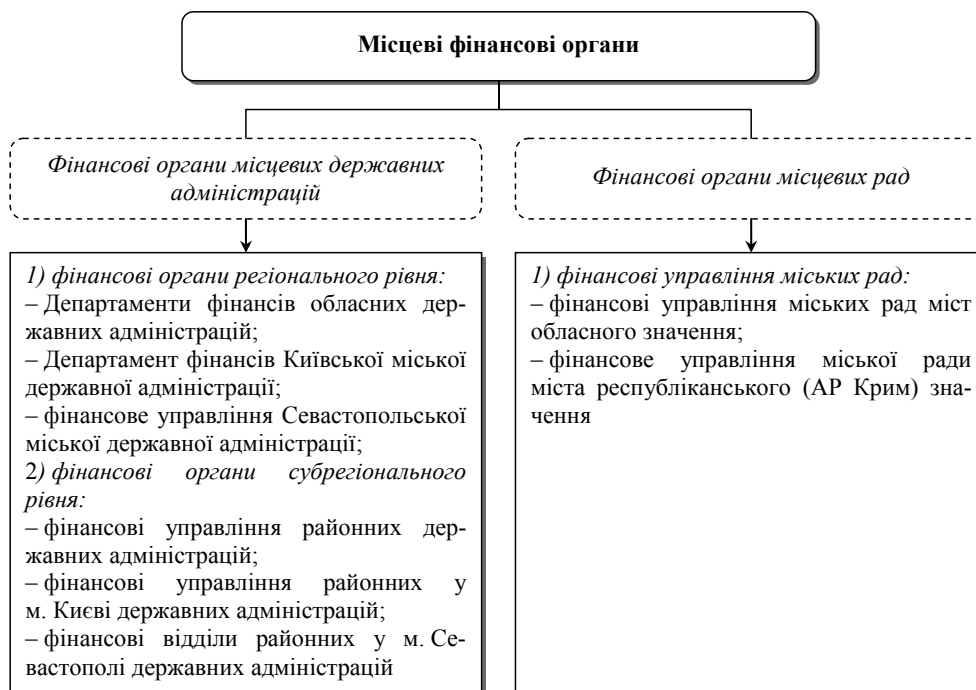 Місцеві фінансові органи
Фінансові органи місцевих державних
адміністрацій
Фінансові органи місцевих рад
1) фінансові органи регіонального рівня:
– Департаменти фінансів обласних дер-
жавних адміністрацій;
– Департамент фінансів Київської міської
державної адміністрації;
– фінансове управління Севастопольської
міської державної адміністрації;
2) фінансові органи субрегіонального
рівня:
– фінансові управління районних дер-
жавних адміністрацій;
– фінансові управління районних у
м. Києві державних адміністрацій;
– фінансові відділи районних у м. Се-
вастополі державних адміністрацій
1) фінансові управління міських рад:
– фінансові управління міських рад міст
обласного значення;
– фінансове управління міської ради
міста республіканського (АР Крим) зна-
чення